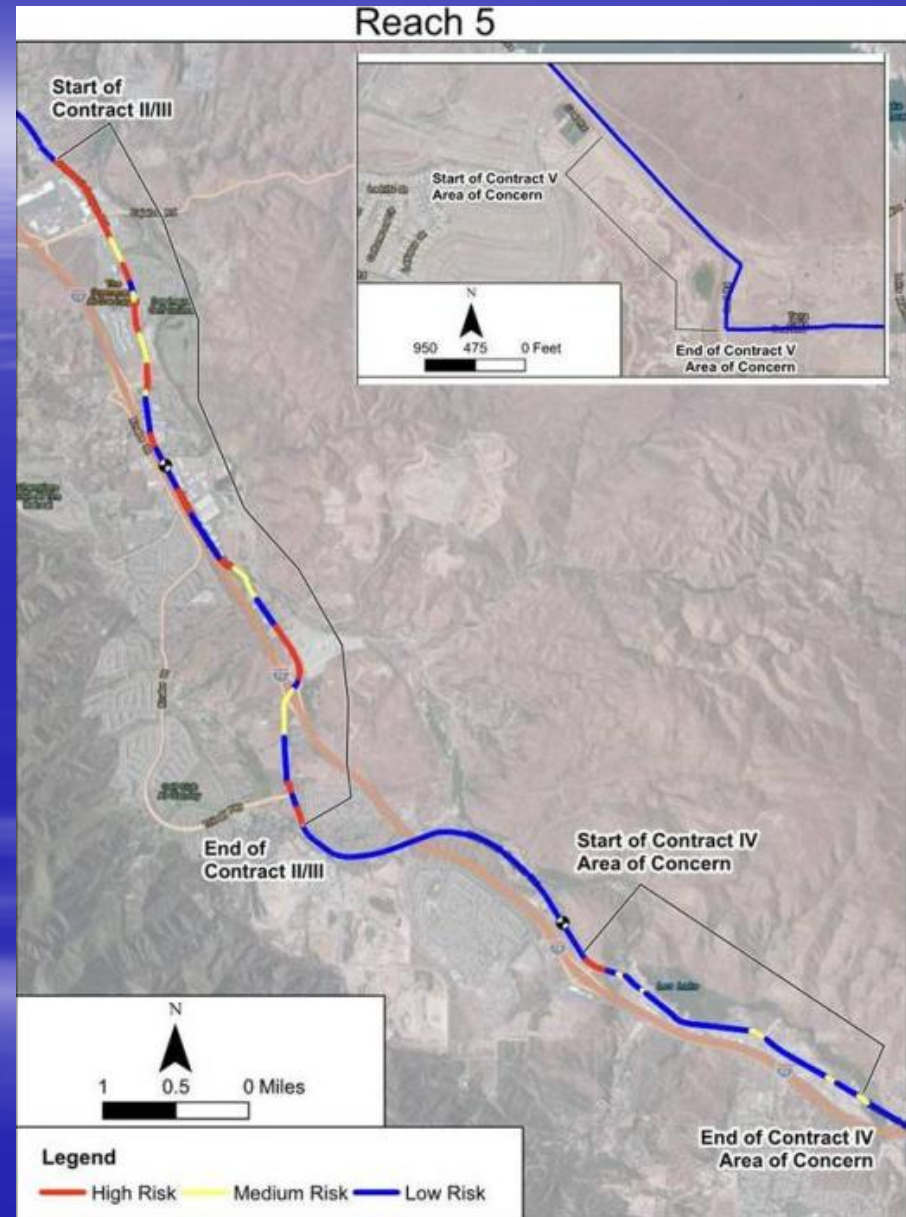 Reach 5
Start of
Contract II/III
Start of Contract V
Area of Concern
N
950 475 0 Feet
End of Contract V
Area of Concern
End of
Contract II/III
Start of Contract IV
Area of Concern
Lee Lake
N
1 0.5 0 Miles
End of Contract IV
Area of Concern
Legend
High Risk Medium Risk Low Risk